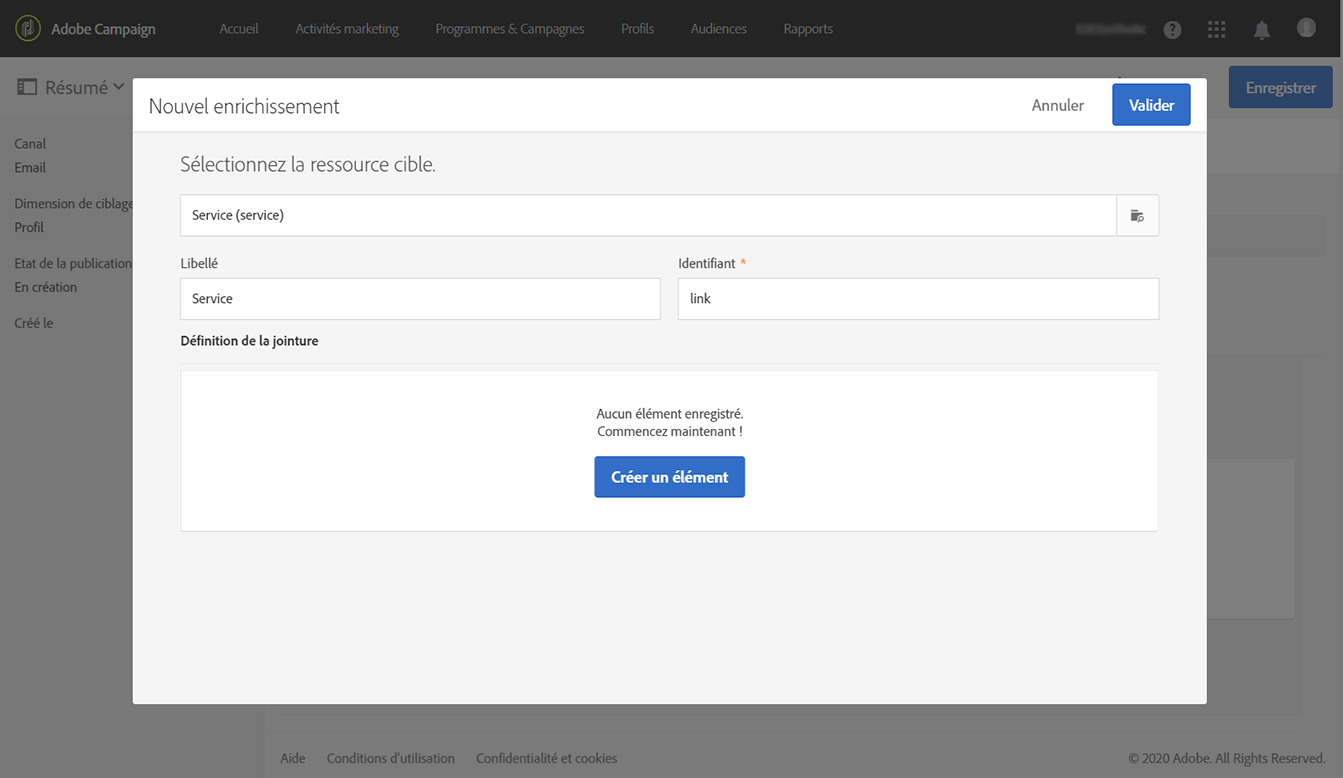 Adobe Campaign
Accueil
Activités marketing
Programmes & Campagnes
Profils
Audiences
Rapports
Résumé
Enregistrer
Nouvel enrichissement
Annuler
Valider
Canal
Email
Dimension de ciblage
Profil
Etat de la publication
En création
Créé le
Sélectionnez la ressource cible.
Service (service)
Libellé
Identifiant *
Service
link
Définition de la jointure
Aucun élément enregistré.
Commencez maintenant !
Créer un élément
Aide
Conditions d'utilisation
Confidentialité et cookies
© 2020 Adobe. All Rights Reserved.